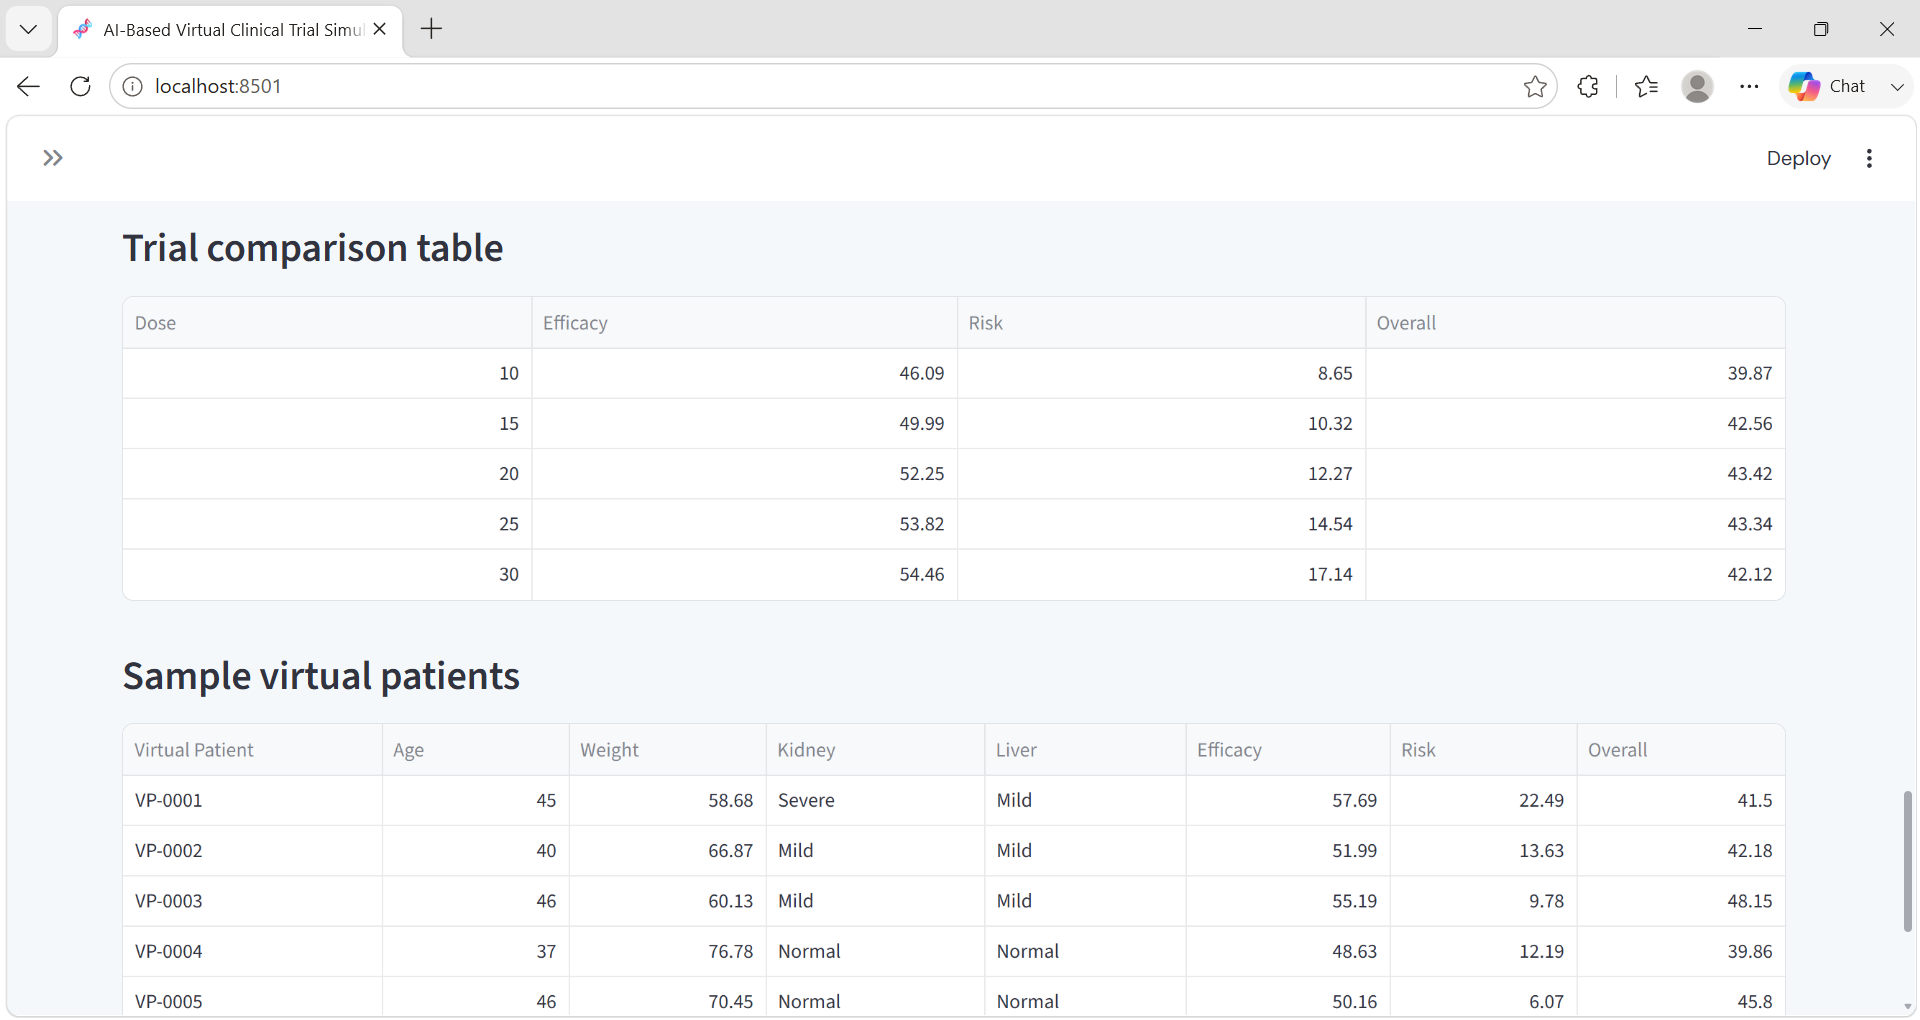 AI-Based Virtual Clinical Trial Simu
localhost:8501
Chat
Deploy
Trial comparison table
Dose Efficacy Risk Overall
10 46.09 8.65 39.87
15 49.99 10.32 42.56
20 52.25 12.27 43.42
25 53.82 14.54 43.34
30 54.46 17.14 42.12
Sample virtual patients
Virtual Patient Age Weight Kidney Liver Efficacy Risk Overall
VP-0001 45 58.68 Severe Mild 57.69 22.49 41.5
VP-0002 40 66.87 Mild Mild 51.99 13.63 42.18
VP-0003 46 60.13 Mild Mild 55.19 9.78 48.15
VP-0004 37 76.78 Normal Normal 48.63 12.19 39.86
VP-0005 46 70.45 Normal Normal 50.16 6.07 45.8